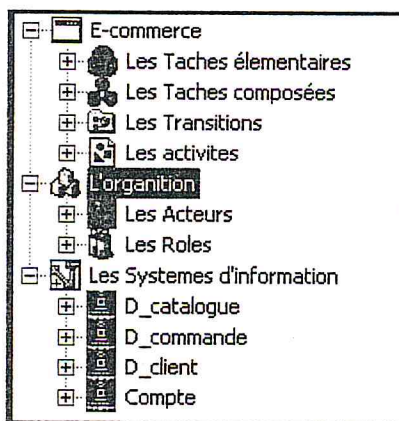 E-commerce
Les Taches élementaires
Les Taches composées
Les Transitions
Les activites
L'organition
Les Acteurs
Les Roles
Les Systemes d'information
D_catalogue
D_commande
D_client
Compte